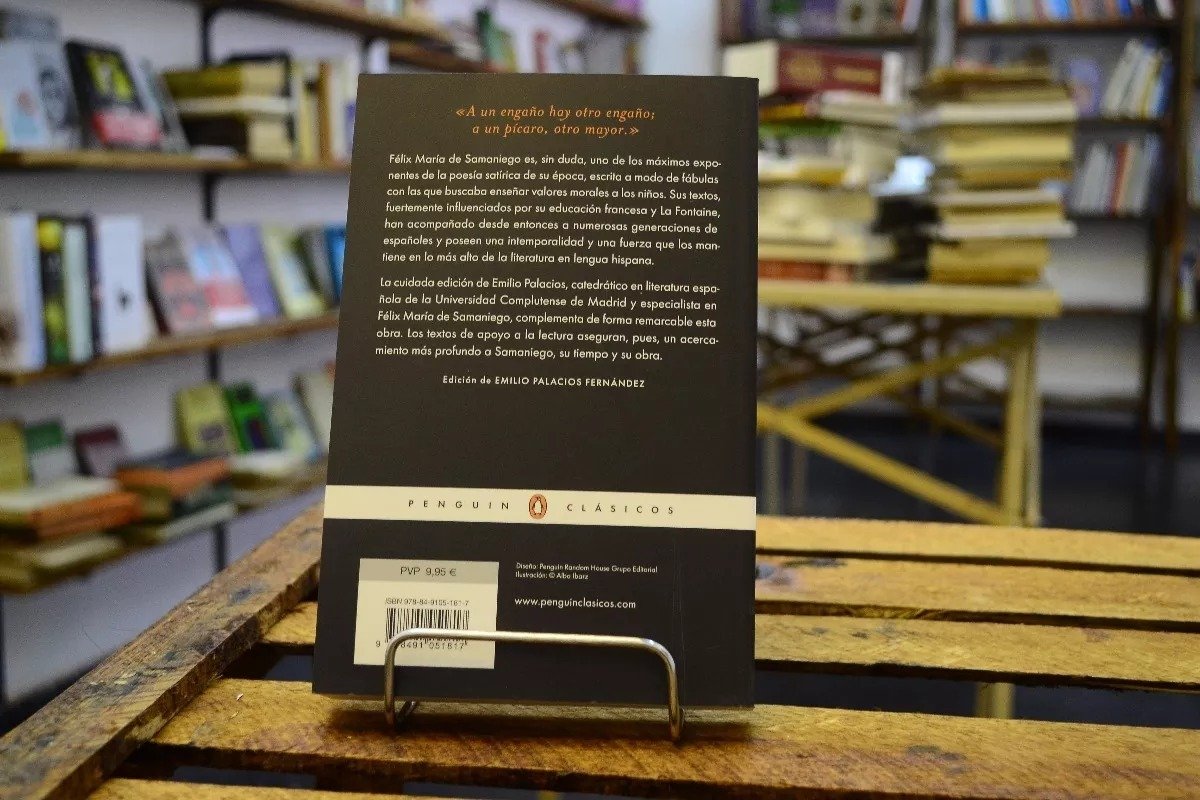 «A un engaño hay otro engaño;
a un pícaro, otro mayor.»
Félix María de Samaniego es, sin duda, uno de los máximos expo-
nentes de la poesía satírica de su época, escrita a modo de fábulas
con las que buscaba enseñar valores morales a los niños. Sus textos,
fuertemente influenciados por su educación francesa y La Fontaine,
han acompañado desde entonces a numerosas generaciones de
españoles y poseen una intemporalidad y una fuerza que los man-
tiene en lo más alto de la literatura en lengua hispana.
La cuidada edición de Emilio Palacios, catedrático en literatura espa-
ñola de la Universidad Complutense de Madrid y especialista en
Félix María de Samaniego, complementa de forma remarcable esta
obra. Los textos de apoyo a la lectura aseguran, pues, un acerca-
miento más profundo a Samaniego, su tiempo y su obra.
Edición de EMILIO PALACIOS FERNÁNDEZ
PENGUIN CLÁSICOS
PVP 9,95 €
Diseño: Penguin Random House Grupo Editorial
Ilustración: © Alba Ibarz
ISBN 978-84-9105-181-7
www.penguinclasicos.com